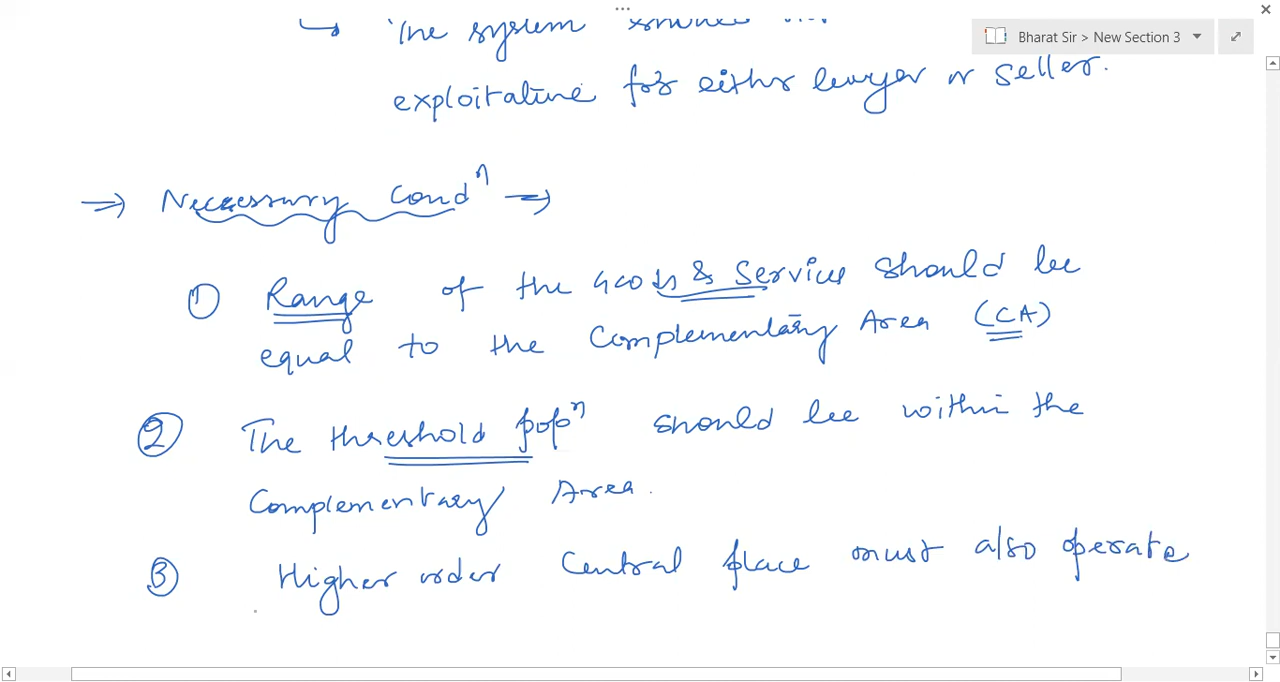 ↳ The system
Bharat Sir > New Section 3
exploitative for either buyer or seller.
⇒ Necessary Condⁿ ⇒
① Range of the Goods & Service should be
equal to the Complementary Area (CA)
② The threshold popⁿ should be within the
Complementary Area.
③ Higher order Central place must also operate